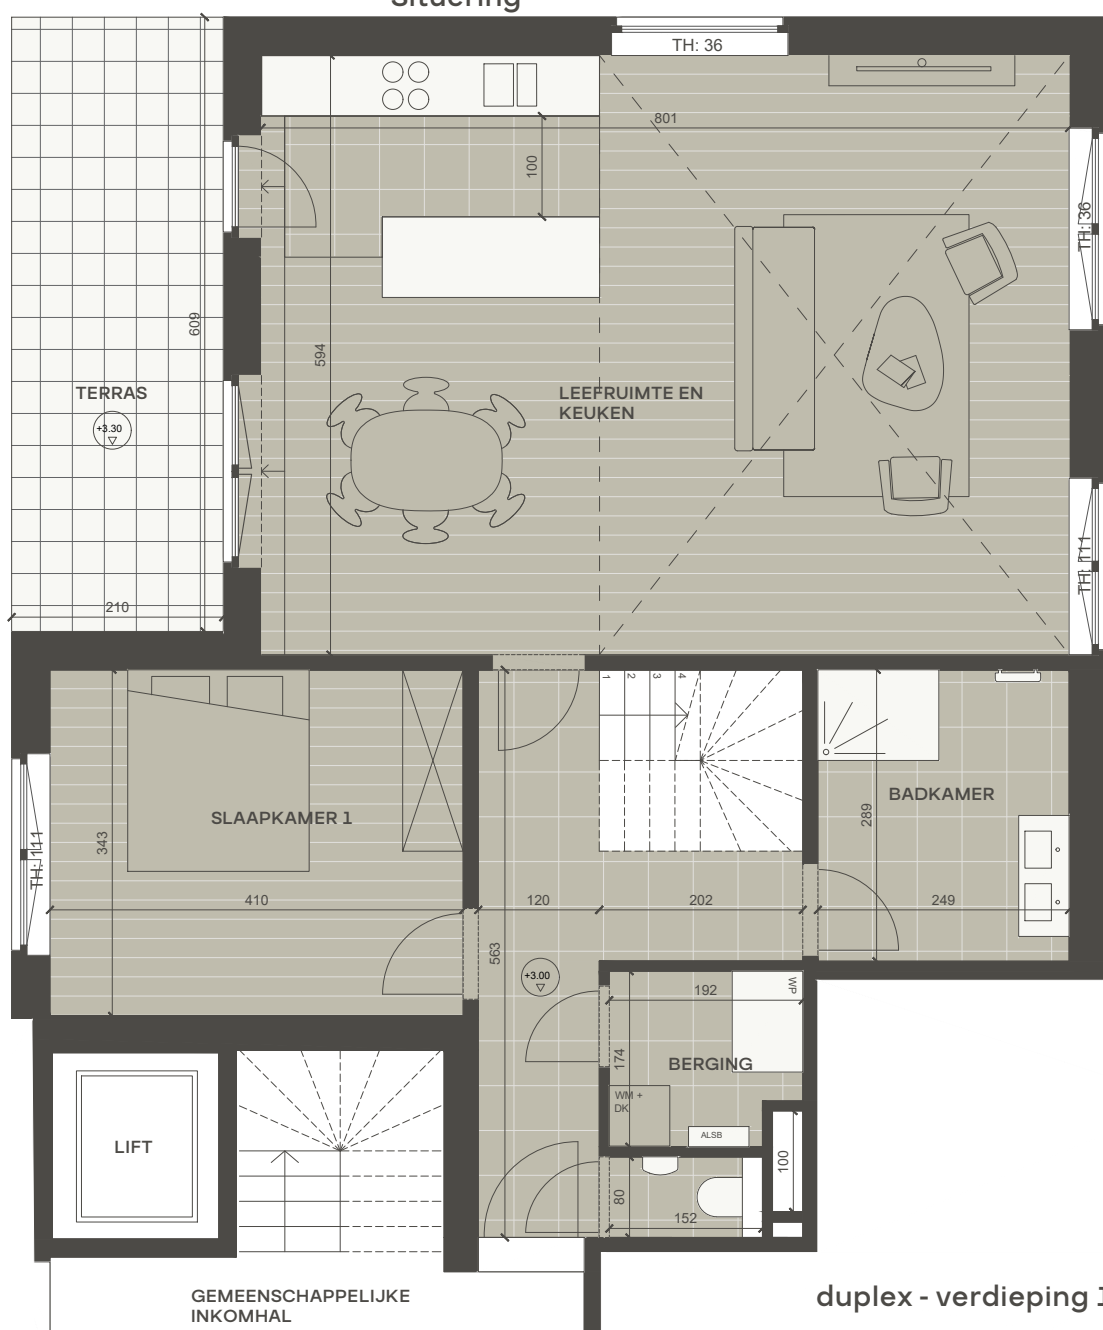 Situering
TH: 36
801
100
TH: 36
609
594
TERRAS
+3.30
LEEFRUIMTE EN
KEUKEN
TH: 111
210
1
2
3
4
SLAAPKAMER 1
BADKAMER
TH: 111
343
289
410
120
202
249
563
+3.00
192
WP
174
BERGING
WM +
DK
ALSB
LIFT
100
80
152
GEMEENSCHAPPELIJKE
INKOMHAL
duplex - verdieping 1